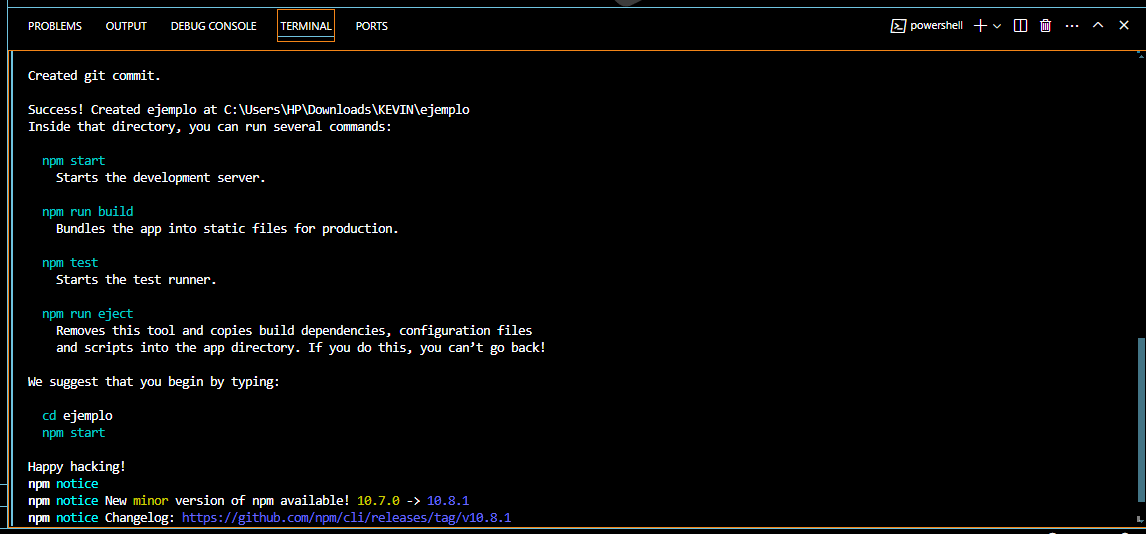 PROBLEMS OUTPUT DEBUG CONSOLE TERMINAL PORTS powershell
Created git commit.
Success! Created ejemplo at C:\Users\HP\Downloads\KEVIN\ejemplo
Inside that directory, you can run several commands:
npm start
Starts the development server.
npm run build
Bundles the app into static files for production.
npm test
Starts the test runner.
npm run eject
Removes this tool and copies build dependencies, configuration files
and scripts into the app directory. If you do this, you can’t go back!
We suggest that you begin by typing:
cd ejemplo
npm start
Happy hacking!
npm notice
npm notice New minor version of npm available! 10.7.0 -> 10.8.1
npm notice Changelog: https://github.com/npm/cli/releases/tag/v10.8.1